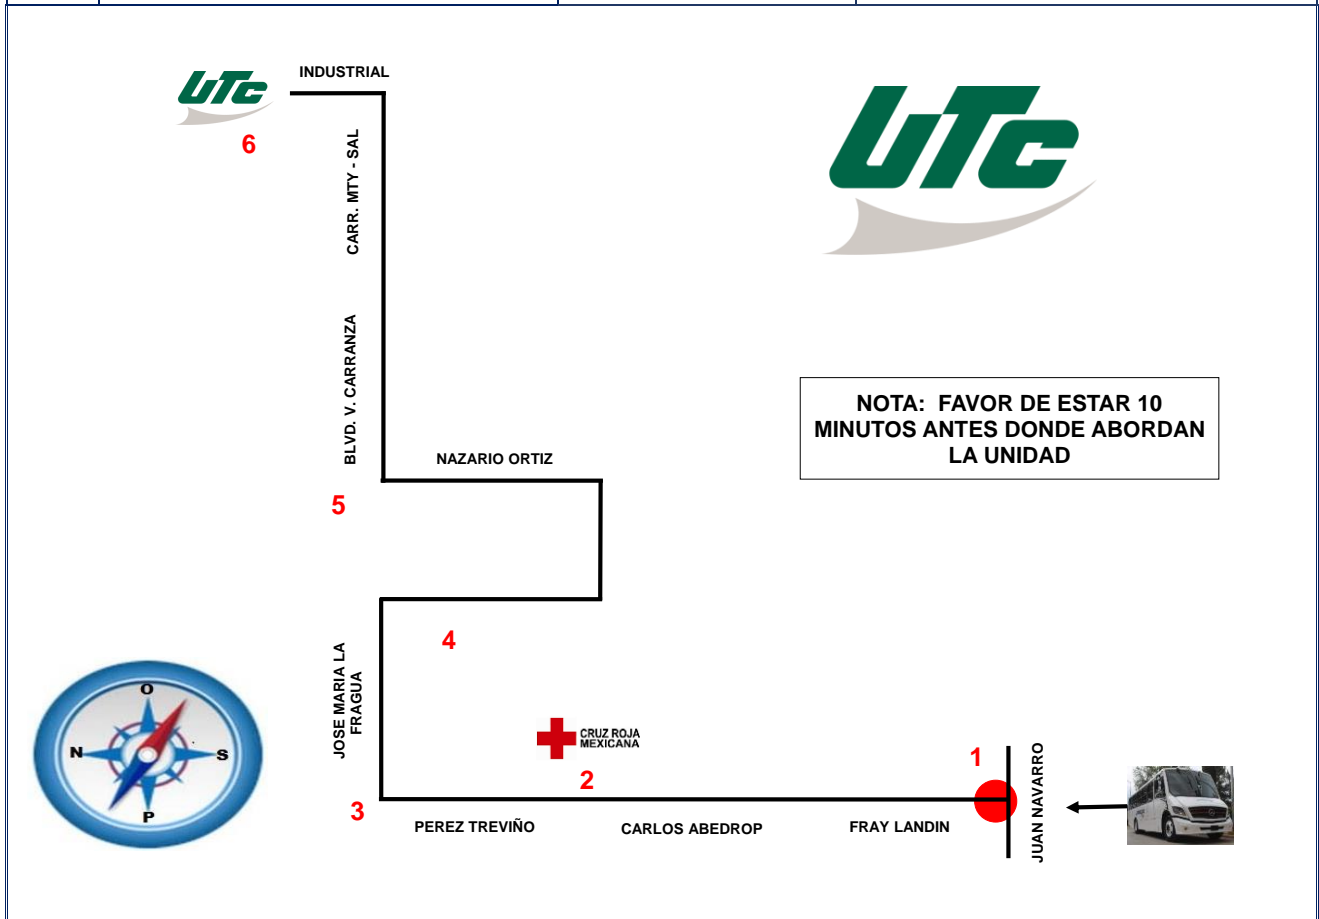 INDUSTRIAL
UTC
UTC
6
CARR. MTY - SAL
BLVD. V. CARRANZA
NOTA: FAVOR DE ESTAR 10
MINUTOS ANTES DONDE ABORDAN
LA UNIDAD
NAZARIO ORTIZ
5
4
JOSE MARIA LA
FRAGUA
O
N
S
P
CRUZ ROJA
MEXICANA
2
1
JUAN NAVARRO
3
PEREZ TREVIÑO
CARLOS ABEDROP
FRAY LANDIN